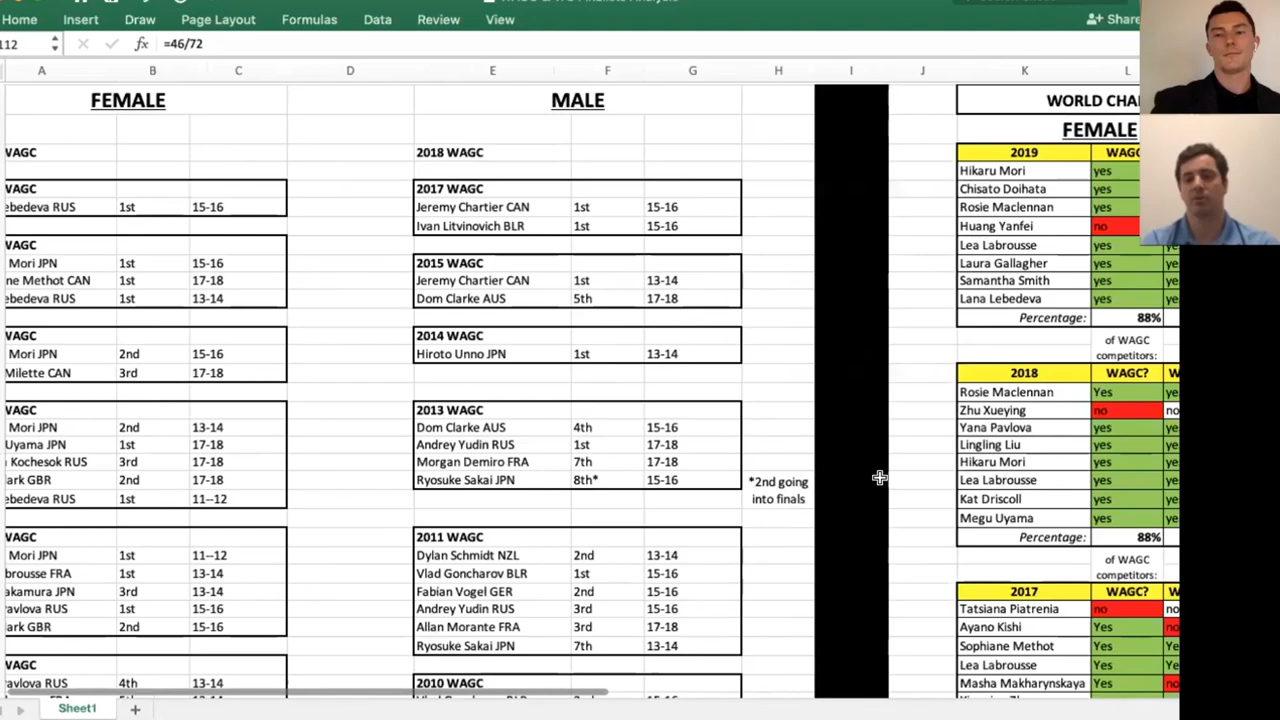 Home Insert Draw Page Layout Formulas Data Review View Share
112 fx =46/72
A B C D E F G H I J K L
FEMALE MALE WORLD CHA
FEMALE
WAGC 2018 WAGC 2019 WAGC
Hikaru Mori yes
WAGC 2017 WAGC Chisato Doihata yes
ebedeva RUS 1st 15-16 Jeremy Chartier CAN 1st 15-16 Rosie Maclennan yes
Ivan Litvinovich BLR 1st 15-16 Huang Yanfei no
WAGC Lea Labrousse yes
Mori JPN 1st 15-16 2015 WAGC Laura Gallagher yes
ne Methot CAN 1st 17-18 Jeremy Chartier CAN 1st 13-14 Samantha Smith yes
ebedeva RUS 1st 13-14 Dom Clarke AUS 5th 17-18 Lana Lebedeva yes ye
Percentage: 88%
WAGC 2014 WAGC of WAGC
Mori JPN 2nd 15-16 Hiroto Unno JPN 1st 13-14 competitors:
Milette CAN 3rd 17-18 2018 WAGC? W
Rosie Maclennan Yes ye
WAGC 2013 WAGC Zhu Xueying no no
Mori JPN 2nd 13-14 Dom Clarke AUS 4th 15-16 Yana Pavlova yes ye
Uyama JPN 1st 17-18 Andrey Yudin RUS 1st 17-18 Lingling Liu yes ye
Kochesok RUS 3rd 17-18 Morgan Demiro FRA 7th 17-18 Hikaru Mori yes ye
ark GBR 2nd 17-18 Ryosuke Sakai JPN 8th* 15-16 *2nd going Lea Labrousse yes ye
ebedeva RUS 1st 11--12 into finals Kat Driscoll yes ye
Megu Uyama yes ye
WAGC 2011 WAGC Percentage: 88%
Mori JPN 1st 11--12 Dylan Schmidt NZL 2nd 13-14 of WAGC
brousse FRA 1st 13-14 Vlad Goncharov BLR 1st 15-16 competitors:
akamura JPN 3rd 13-14 Fabian Vogel GER 2nd 15-16 2017 WAGC? W
avlova RUS 1st 15-16 Andrey Yudin RUS 3rd 15-16 Tatsiana Piatrenia no no
ark GBR 2nd 15-16 Allan Morante FRA 3rd 17-18 Ayano Kishi Yes no
Ryosuke Sakai JPN 7th 13-14 Sophiane Methot Yes Ye
WAGC Lea Labrousse Yes Ye
avlova RUS 4th 13-14 2010 WAGC Masha Makharynskaya Yes no
Sheet1